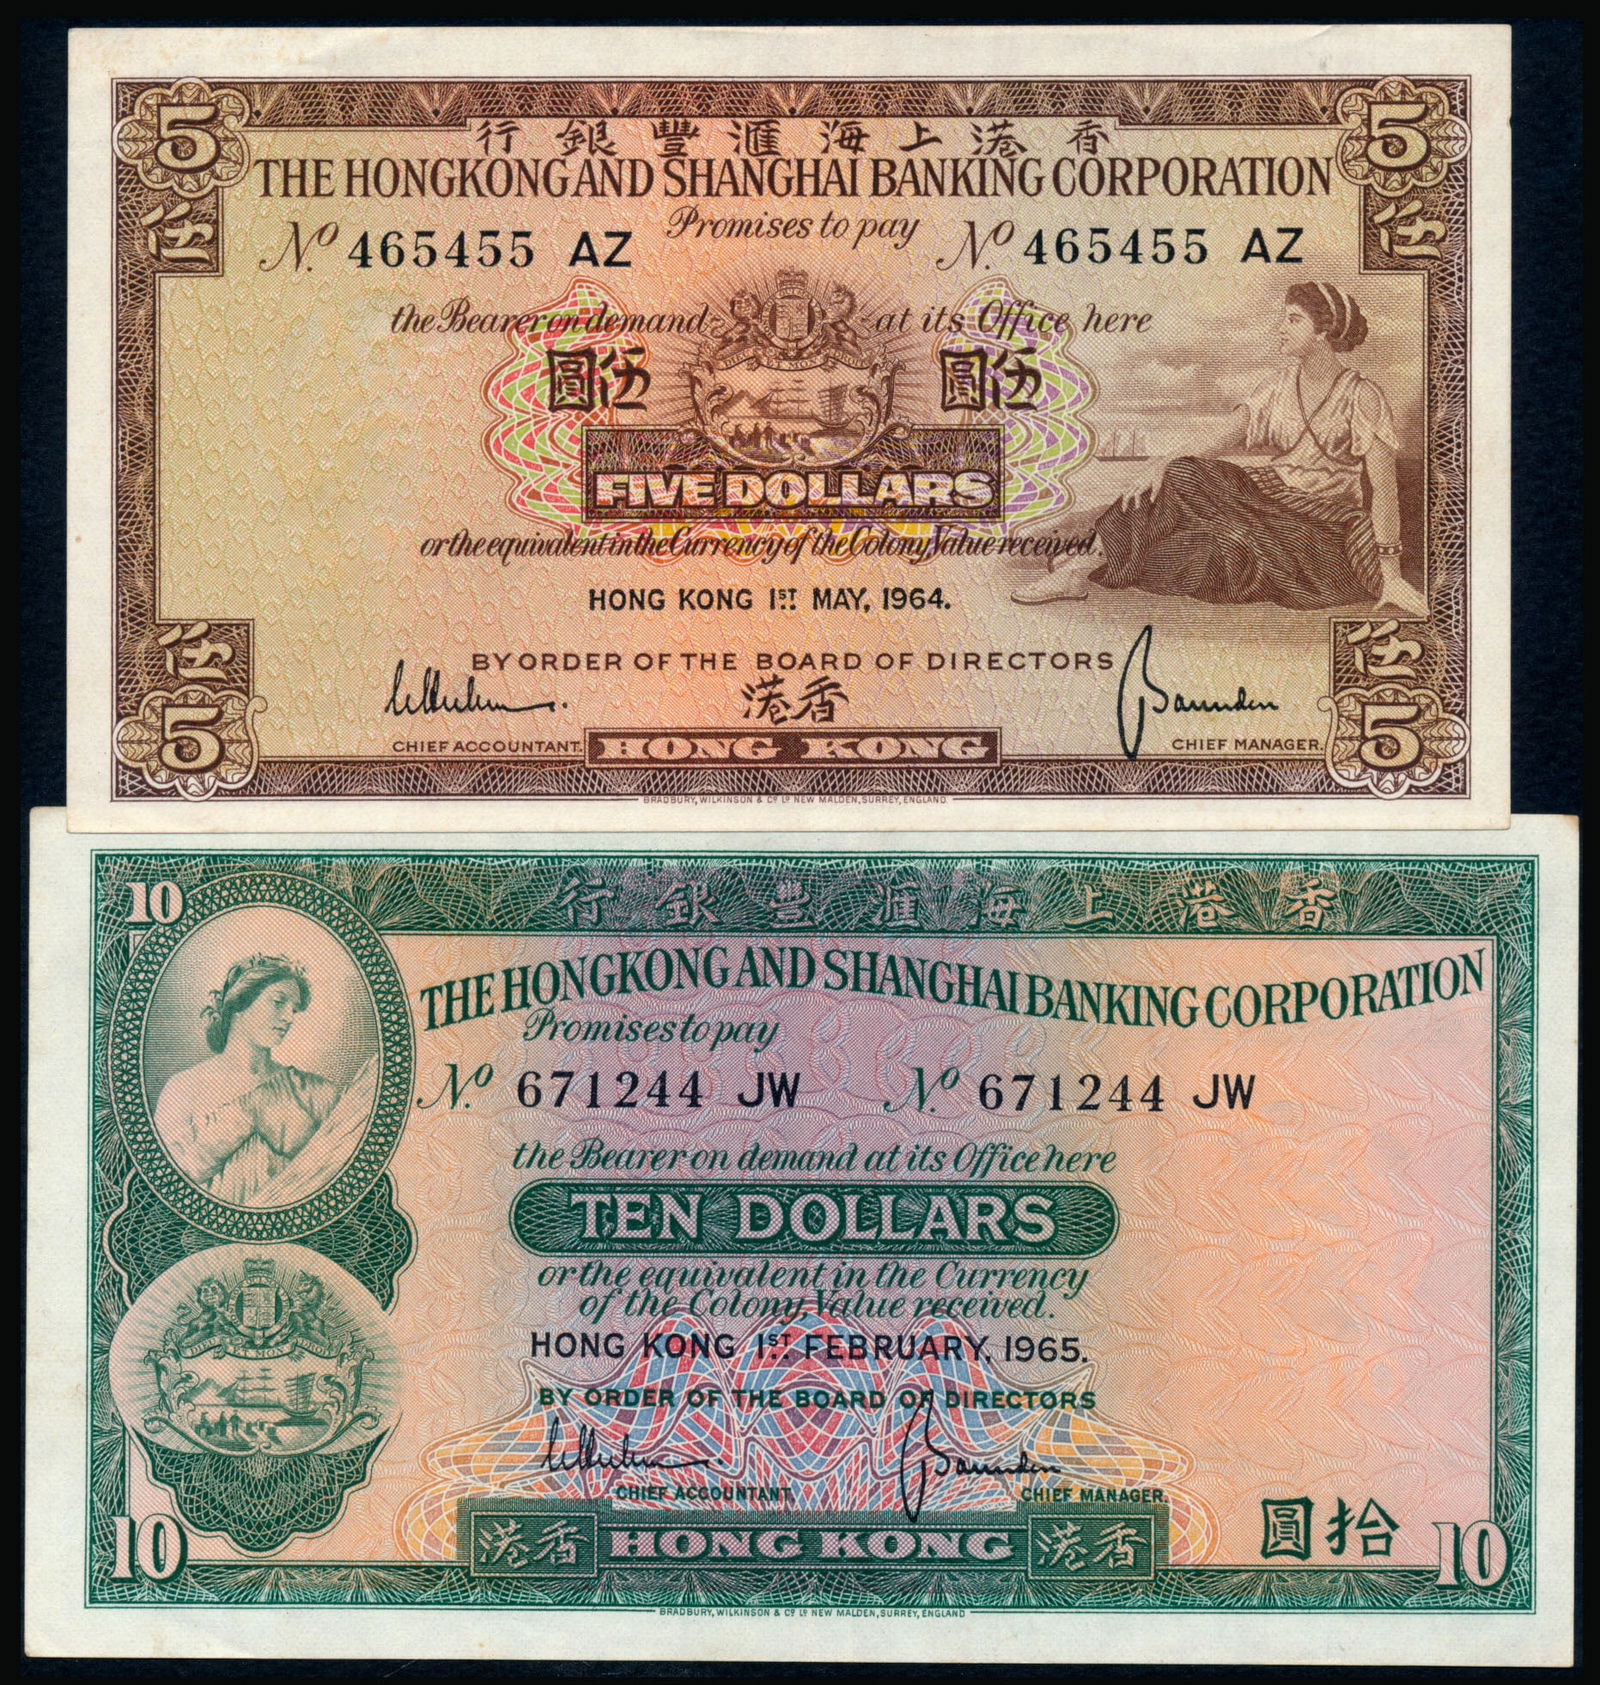 5 5
香港上海滙豐銀行
THE HONGKONG AND SHANGHAI BANKING CORPORATION
伍 伍
Promises to pay
Nº. 465455 AZ Nº. 465455 AZ
the Bearer on demand at its Office here
伍圓 伍圓
FIVE DOLLARS
or the equivalent in the Currency of the Colony, Value received.
HONG KONG 1ST MAY, 1964.
BY ORDER OF THE BOARD OF DIRECTORS
伍 伍
香港
5 5
CHIEF ACCOUNTANT. HONG KONG CHIEF MANAGER.
BRADBURY, WILKINSON & Cº Lº NEW MALDEN, SURREY, ENGLAND.
10
香港上海滙豐銀行
THE HONGKONG AND SHANGHAI BANKING CORPORATION
Promises to pay
Nº. 671244 JW Nº. 671244 JW
the Bearer on demand at its Office here
TEN DOLLARS
or the equivalent in the Currency
of the Colony, Value received.
HONG KONG 1ST FEBRUARY, 1965.
BY ORDER OF THE BOARD OF DIRECTORS
CHIEF ACCOUNTANT CHIEF MANAGER.
10 香港 HONG KONG 香港 拾圓 10
BRADBURY, WILKINSON & Cº Lº NEW MALDEN, SURREY, ENGLAND